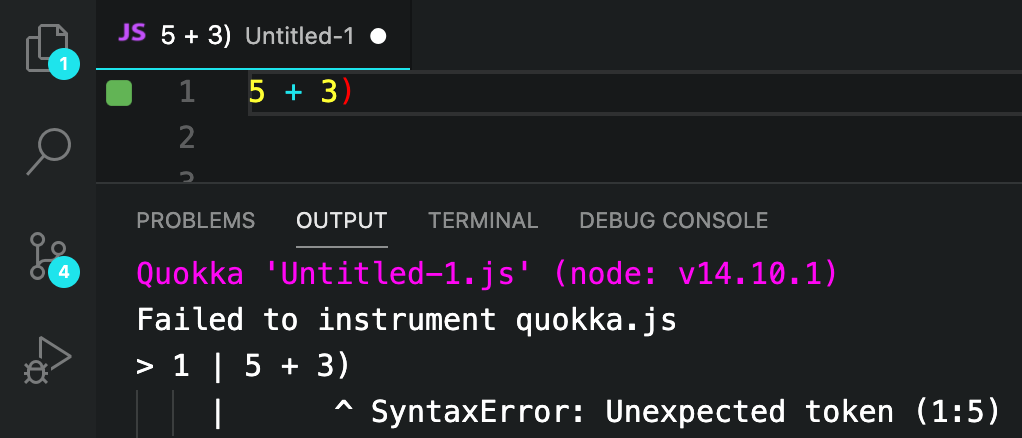 JS 5 + 3) Untitled-1
1
1 5 + 3)
2
3
4
PROBLEMS OUTPUT TERMINAL DEBUG CONSOLE
Quokka 'Untitled-1.js' (node: v14.10.1)
Failed to instrument quokka.js
> 1 | 5 + 3)
| ^ SyntaxError: Unexpected token (1:5)